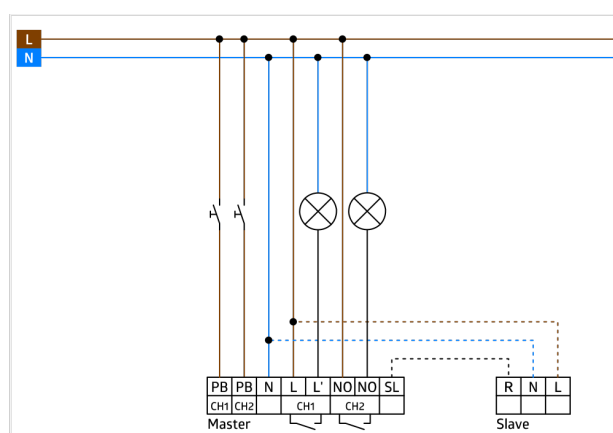 L
N
PB PB N L L' NO NO SL
CH1 CH2 CH1 CH2
Master
R N L
Slave